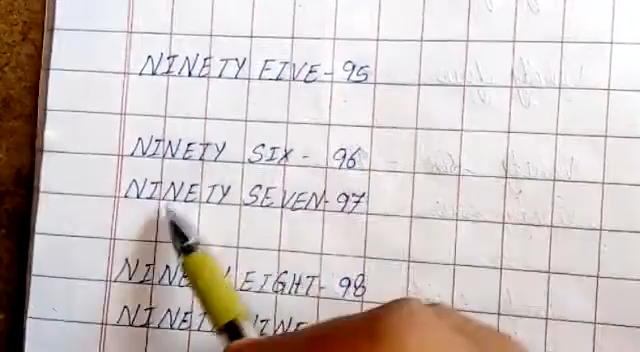 NINETY FIVE-95
NINETY SIX - 96
NINETY SEVEN-97
EIGHT-98